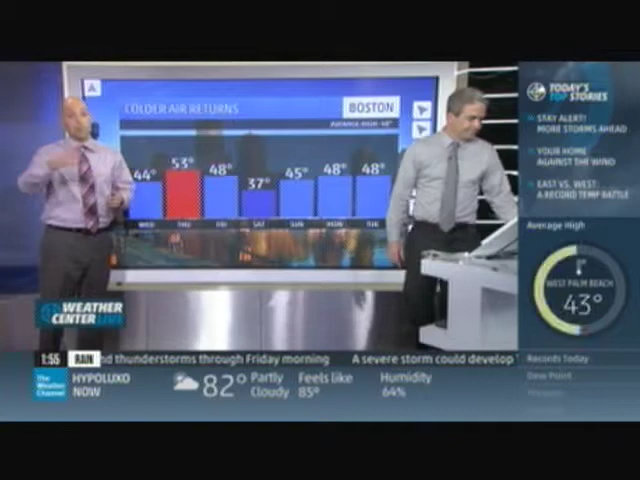 COLDER AIR RETURNS
BOSTON
AVERAGE HIGH: 48°
44° 53° 48° 37° 45° 48° 48°
WED THU FRI SAT SUN MON TUE
TODAY'S
TOP STORIES
STAY ALERT!
MORE STORMS AHEAD
YOUR HOME
AGAINST THE WIND
EAST VS. WEST:
A RECORD TEMP BATTLE
Average High
WEST PALM BEACH
43°
Records Today
Dew Point
WEATHER
CENTER LIVE
1:55 RAIN nd thunderstorms through Friday morning A severe storm could develop
The Weather Channel
HYPOLUXO
NOW
82° Partly Cloudy
Feels like 85°
Humidity 64%